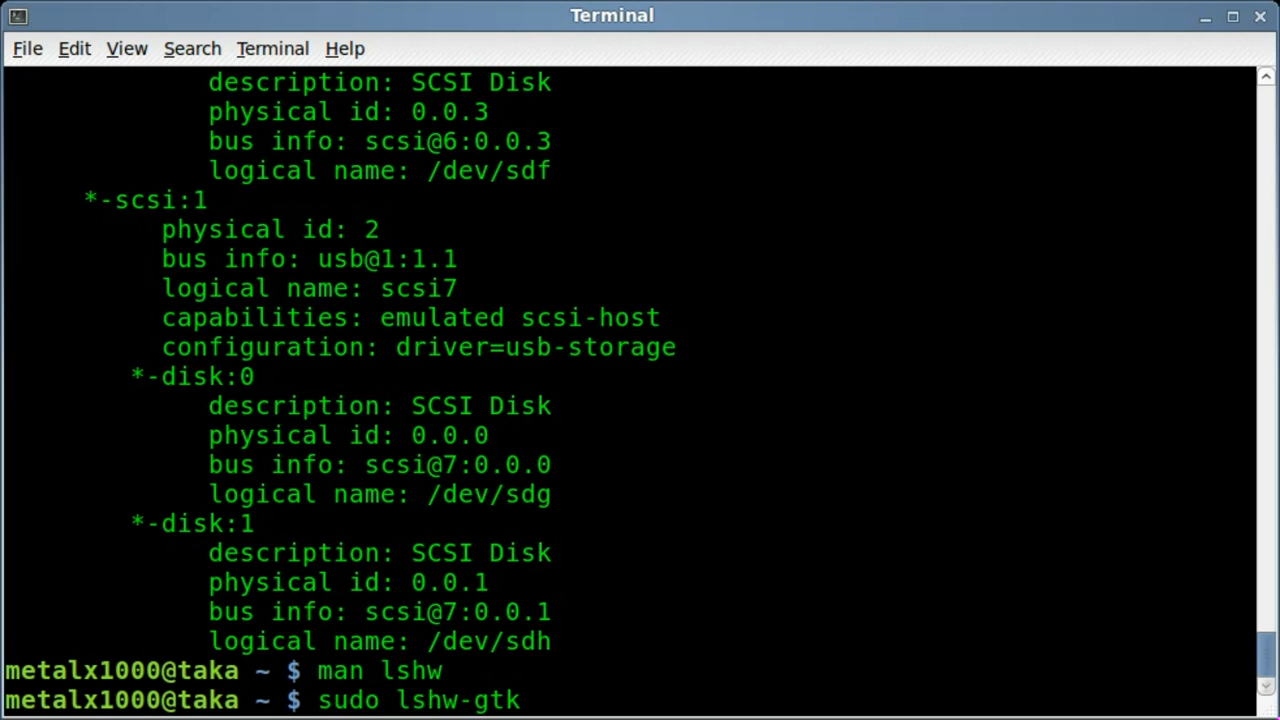 Terminal
File Edit View Search Terminal Help
description: SCSI Disk
physical id: 0.0.3
bus info: scsi@6:0.0.3
logical name: /dev/sdf
*-scsi:1
physical id: 2
bus info: usb@1:1.1
logical name: scsi7
capabilities: emulated scsi-host
configuration: driver=usb-storage
*-disk:0
description: SCSI Disk
physical id: 0.0.0
bus info: scsi@7:0.0.0
logical name: /dev/sdg
*-disk:1
description: SCSI Disk
physical id: 0.0.1
bus info: scsi@7:0.0.1
logical name: /dev/sdh
metalx1000@taka ~ $ man lshw
metalx1000@taka ~ $ sudo lshw-gtk